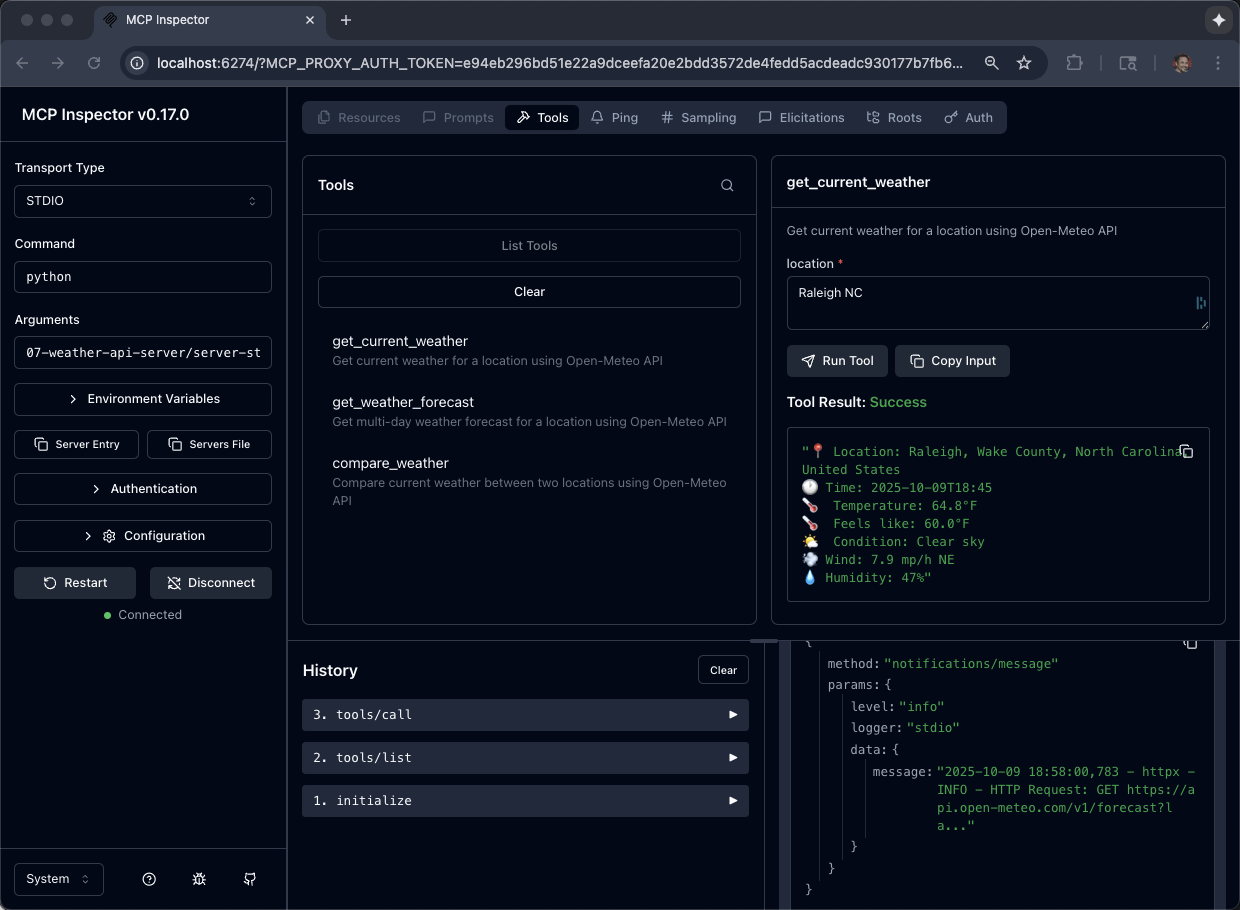 MCP Inspector
localhost:6274/?MCP_PROXY_AUTH_TOKEN=e94eb296bd51e22a9dceefa20e2bdd3572de4fedd5acdeadc930177b7fb6...
MCP Inspector v0.17.0
Transport Type
STDIO
Command
python
Arguments
07-weather-api-server/server-st
Environment Variables
Server Entry
Servers File
Authentication
Configuration
Restart
Disconnect
Connected
System
Resources
Prompts
Tools
Ping
Sampling
Elicitations
Roots
Auth
Tools
List Tools
Clear
get_current_weather
Get current weather for a location using Open-Meteo API
get_weather_forecast
Get multi-day weather forecast for a location using Open-Meteo API
compare_weather
Compare current weather between two locations using Open-Meteo
API
get_current_weather
Get current weather for a location using Open-Meteo API
location *
Raleigh NC
Run Tool
Copy Input
Tool Result: Success
"📍 Location: Raleigh, Wake County, North Carolina
United States
🕐 Time: 2025-10-09T18:45
🌡️ Temperature: 64.8°F
🌡️ Feels like: 60.0°F
🌤️ Condition: Clear sky
💨 Wind: 7.9 mp/h NE
💧 Humidity: 47%"
History
Clear
3. tools/call
2. tools/list
1. initialize
{
method: "notifications/message"
params: {
level: "info"
logger: "stdio"
data: {
message: "2025-10-09 18:58:00,783 - httpx -
INFO - HTTP Request: GET https://a
pi.open-meteo.com/v1/forecast?l
a..."
}
}
}